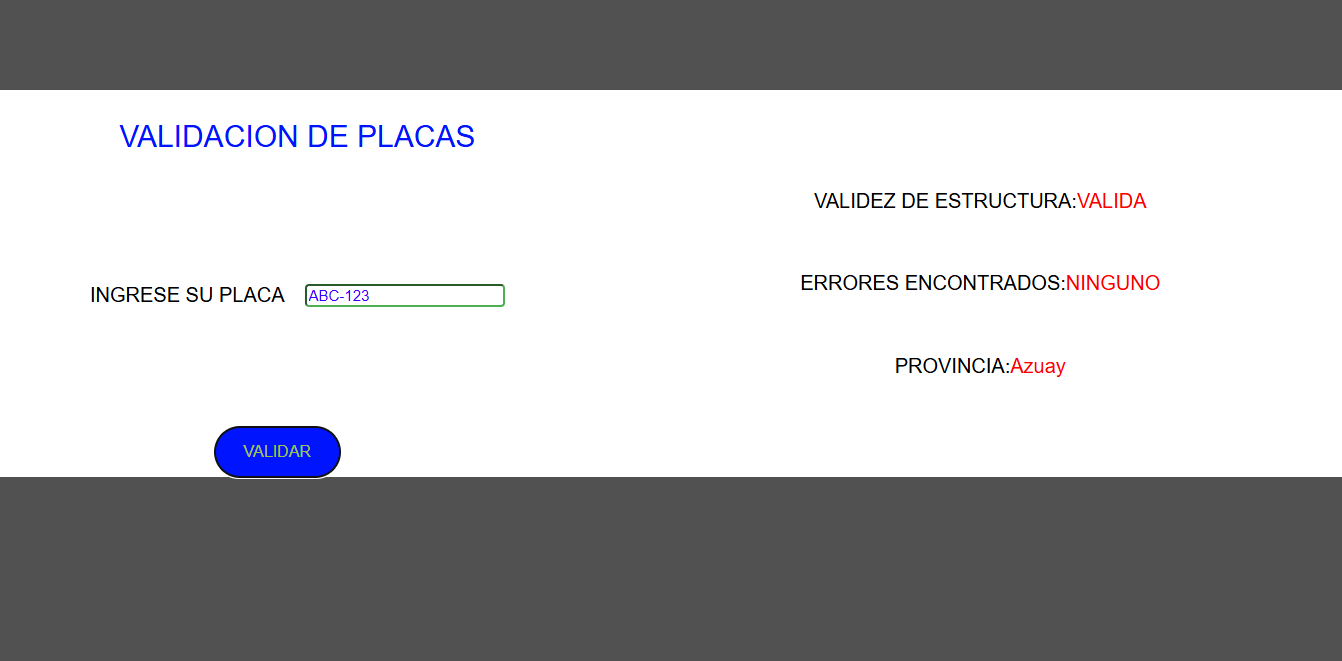 VALIDACION DE PLACAS
INGRESE SU PLACA ABC-123
VALIDAR
VALIDEZ DE ESTRUCTURA:VALIDA
ERRORES ENCONTRADOS:NINGUNO
PROVINCIA:Azuay